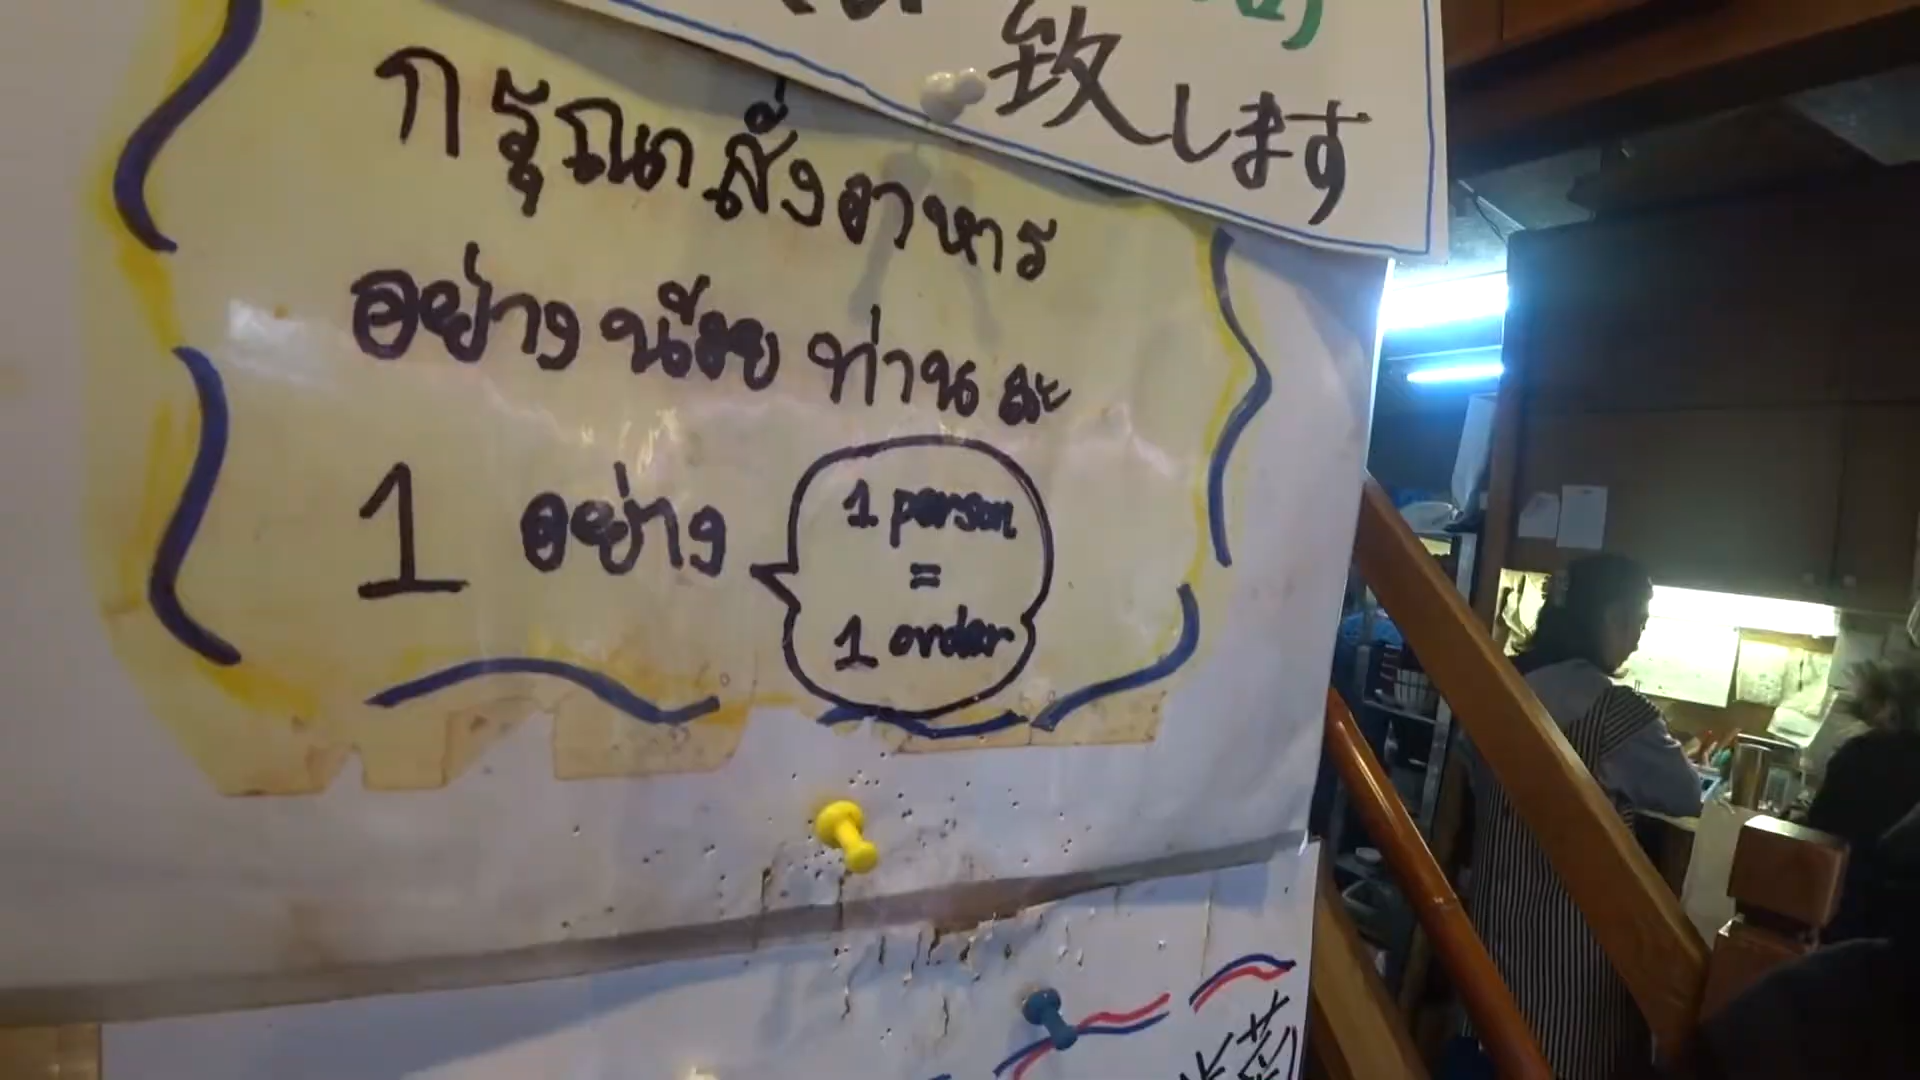 致します
กรุณาสั่งอาหาร
อย่างน้อย ท่านละ
1 อย่าง
1 person
=
1 order